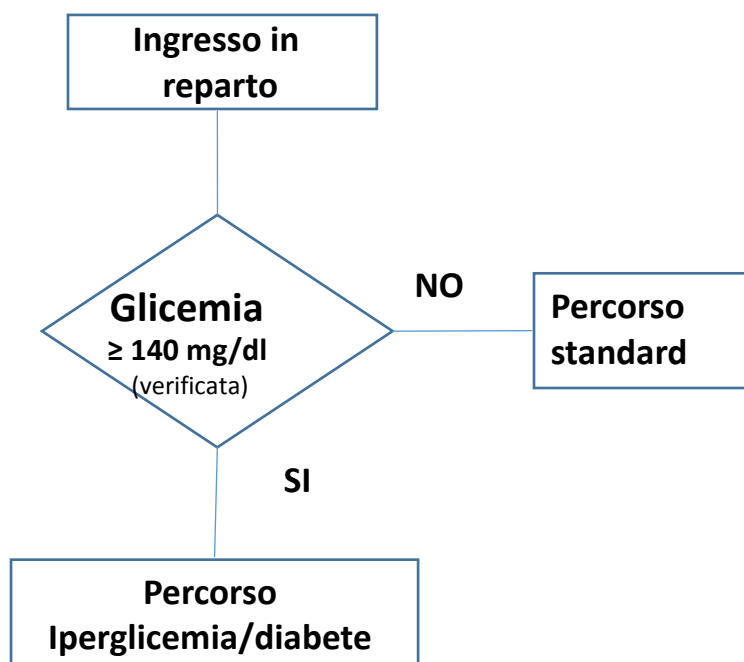 Ingresso in
reparto
Glicemia
≥ 140 mg/dl
(verificata)
NO
Percorso
standard
SI
Percorso
Iperglicemia/diabete